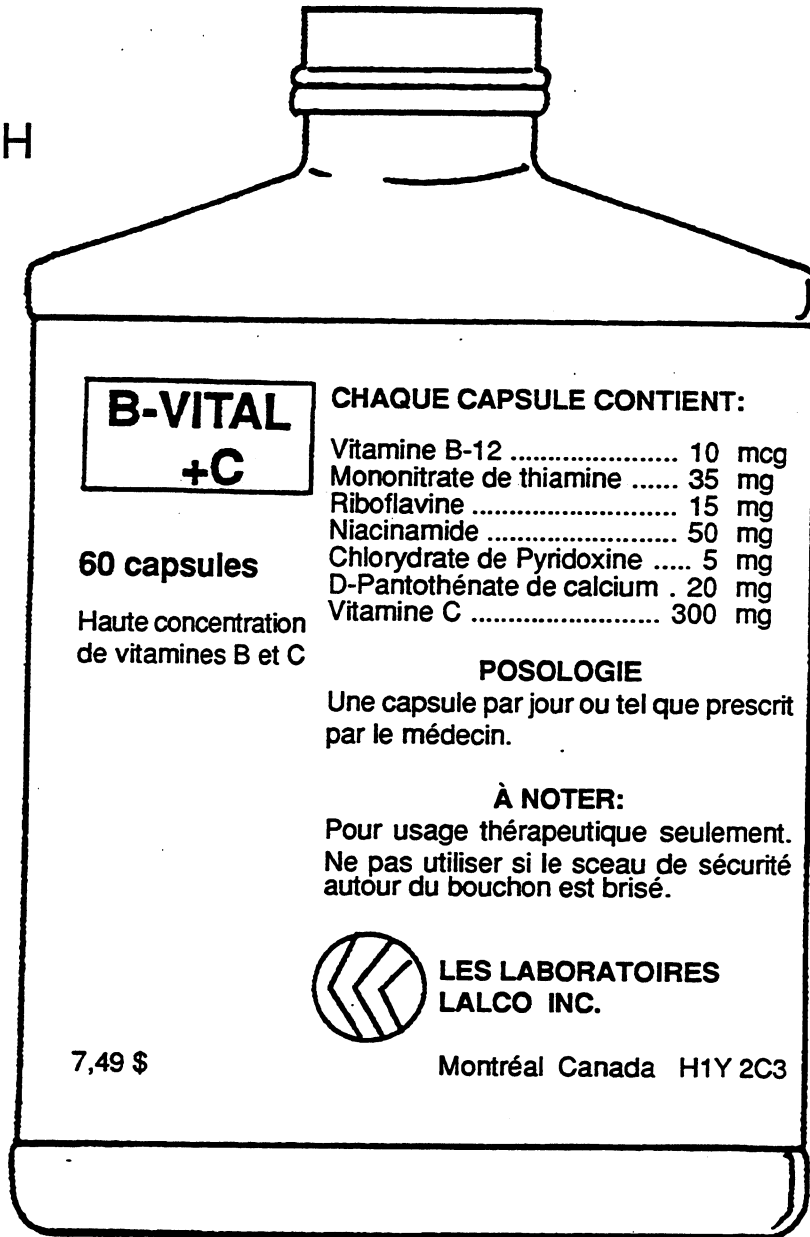 H
B-VITAL
+C
60 capsules
Haute concentration
de vitamines B et C
CHAQUE CAPSULE CONTIENT:
Vitamine B-12 ...................... 10 mcg
Mononitrate de thiamine ...... 35 mg
Riboflavine ........................... 15 mg
Niacinamide .......................... 50 mg
Chlorydrate de Pyridoxine ..... 5 mg
D-Pantothénate de calcium . 20 mg
Vitamine C ......................... 300 mg
POSOLOGIE
Une capsule par jour ou tel que prescrit
par le médecin.
À NOTER:
Pour usage thérapeutique seulement.
Ne pas utiliser si le sceau de sécurité
autour du bouchon est brisé.
LES LABORATOIRES
LALCO INC.
7,49 $
Montréal Canada H1Y 2C3